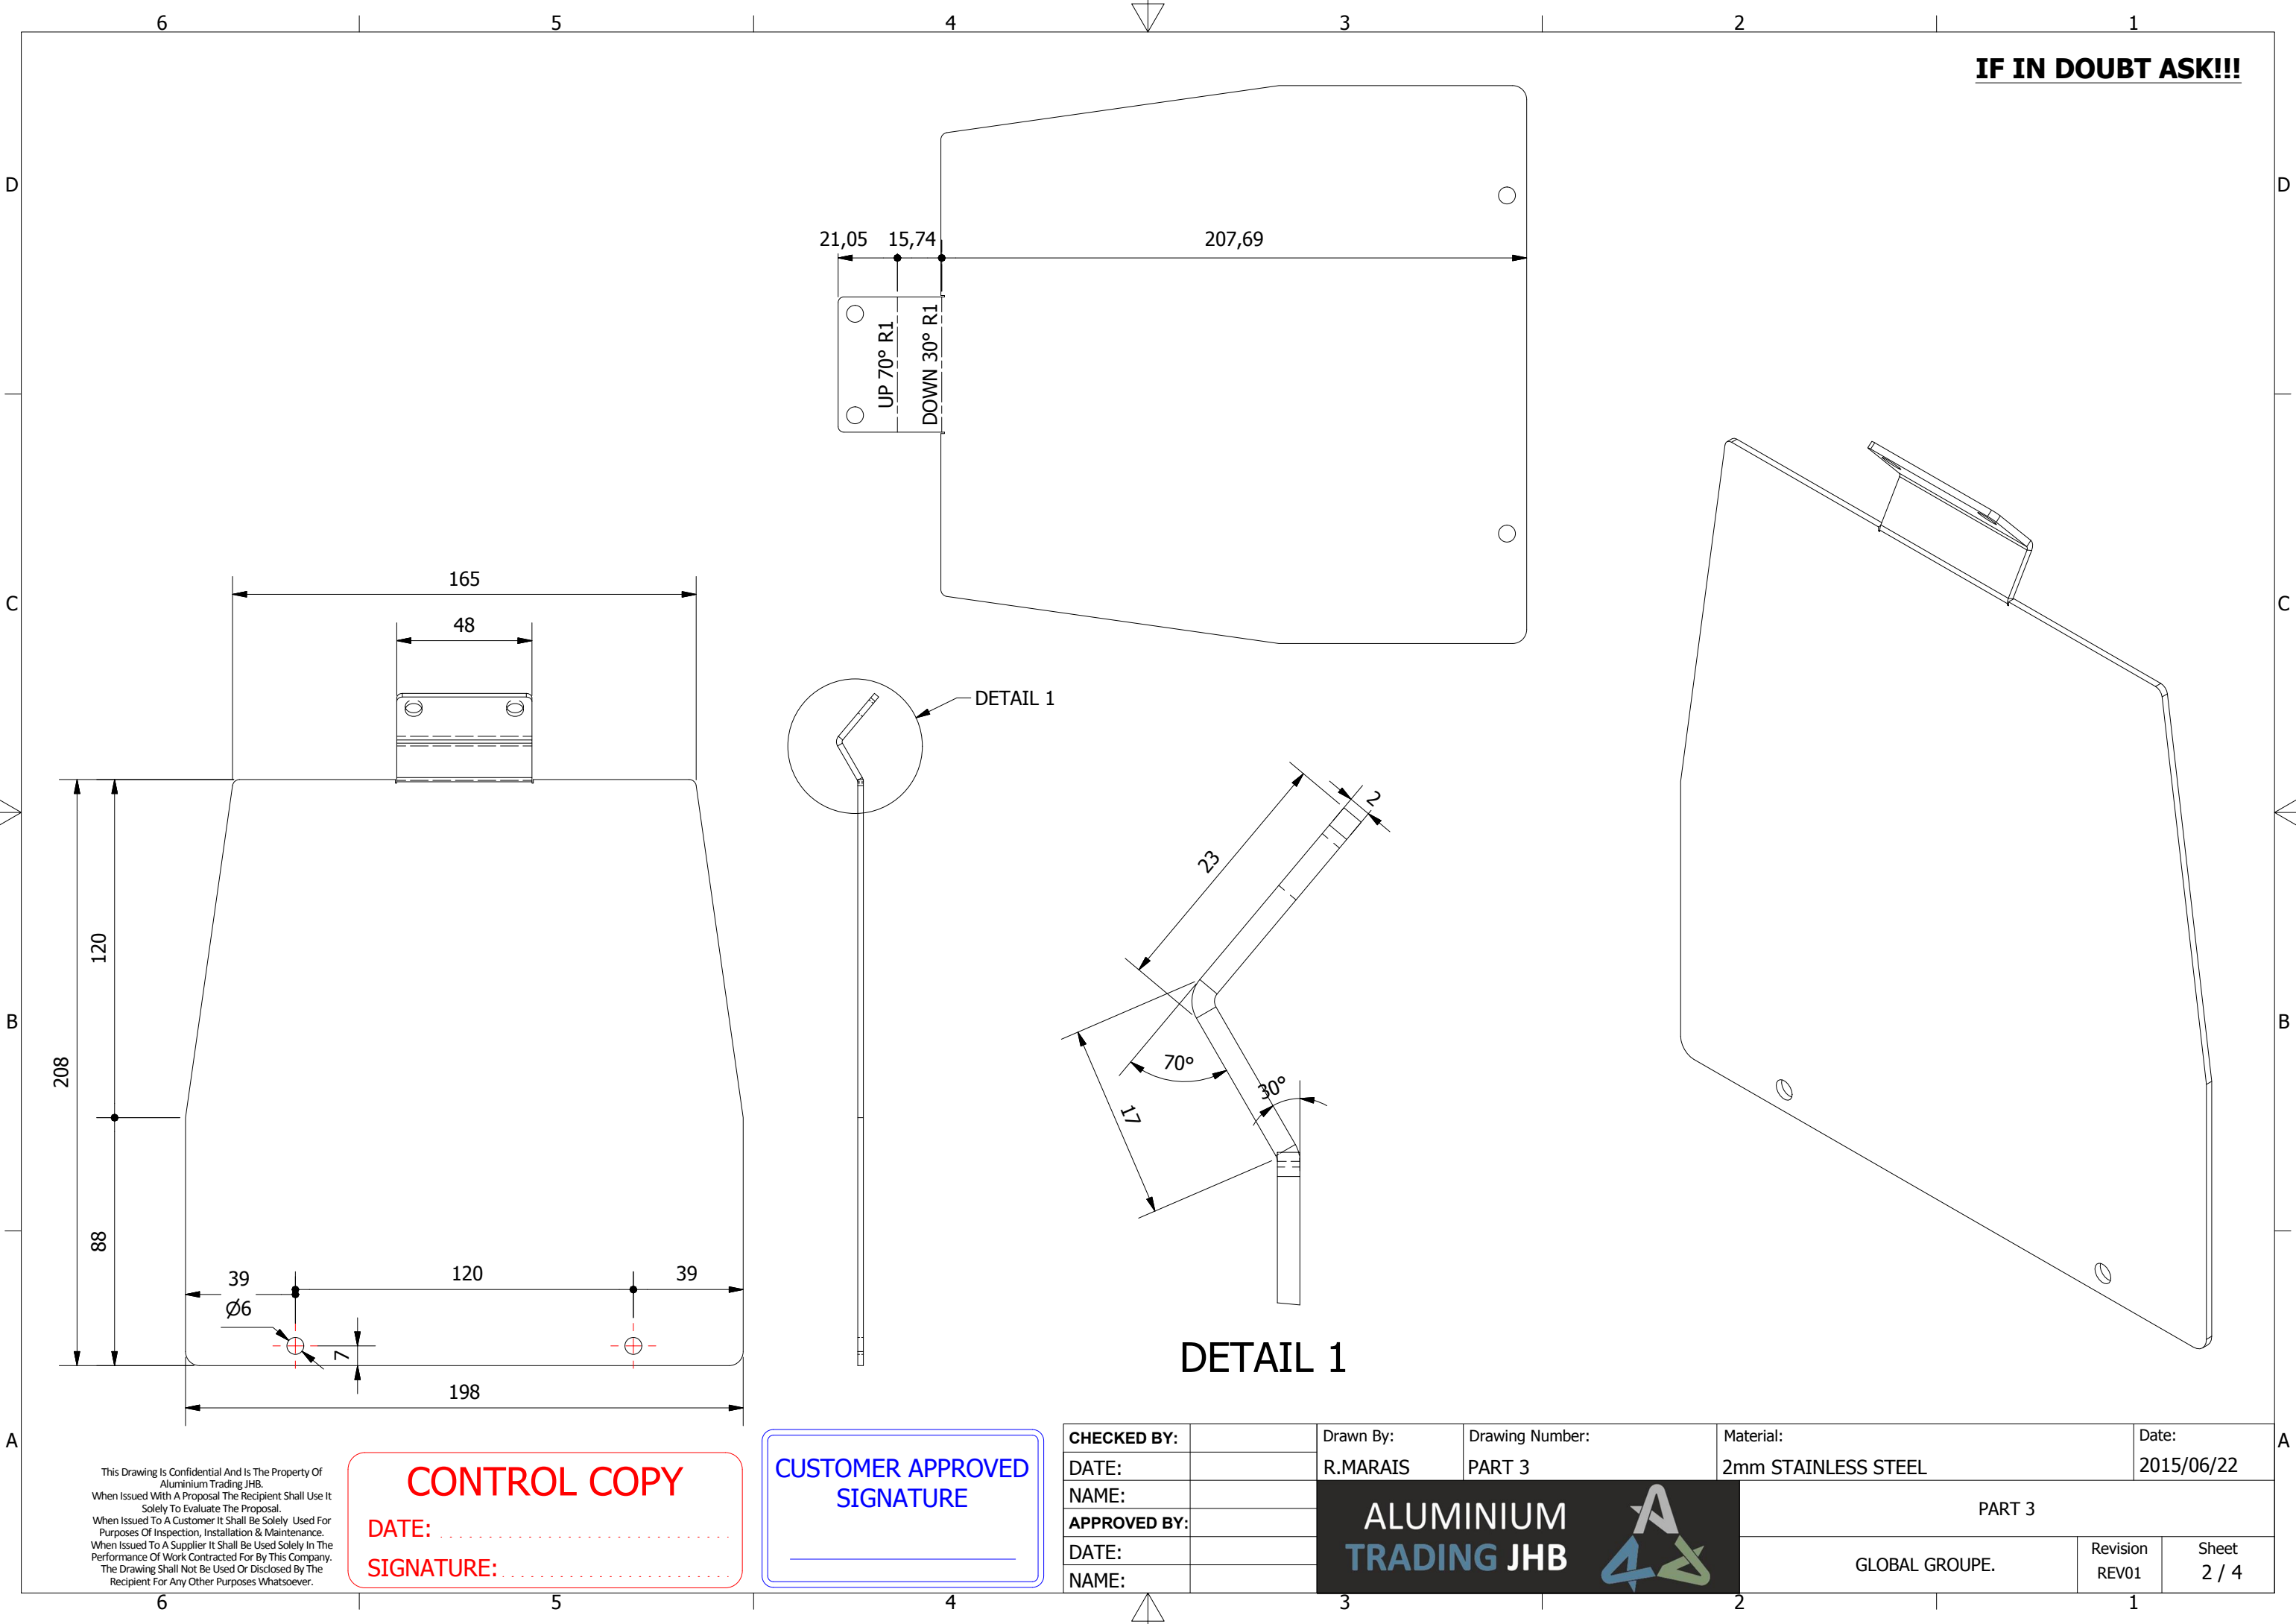 6 5 4 3 2 1
IF IN DOUBT ASK!!!
D D
21,05 15,74 207,69
UP 70° R1
DOWN 30° R1
C C
165
48
DETAIL 1
2
23
120
208
B B
70°
30°
17
88
39 120 39
Ø6
7
198
DETAIL 1
A A
This Drawing Is Confidential And Is The Property Of
Aluminium Trading JHB.
When Issued With A Proposal The Recipient Shall Use It
Solely To Evaluate The Proposal.
When Issued To A Customer It Shall Be Solely Used For
Purposes Of Inspection, Installation & Maintenance.
When Issued To A Supplier It Shall Be Used Solely In The
Performance Of Work Contracted For By This Company.
The Drawing Shall Not Be Used Or Disclosed By The
Recipient For Any Other Purposes Whatsoever.
CONTROL COPY
DATE:
SIGNATURE:
CUSTOMER APPROVED
SIGNATURE
CHECKED BY:
DATE:
NAME:
APPROVED BY:
DATE:
NAME:
Drawn By:
R.MARAIS
Drawing Number:
PART 3
Material:
2mm STAINLESS STEEL
Date:
2015/06/22
ALUMINIUM
TRADING JHB
PART 3
GLOBAL GROUPE.
Revision
REV01
Sheet
2 / 4
6 5 4 3 2 1